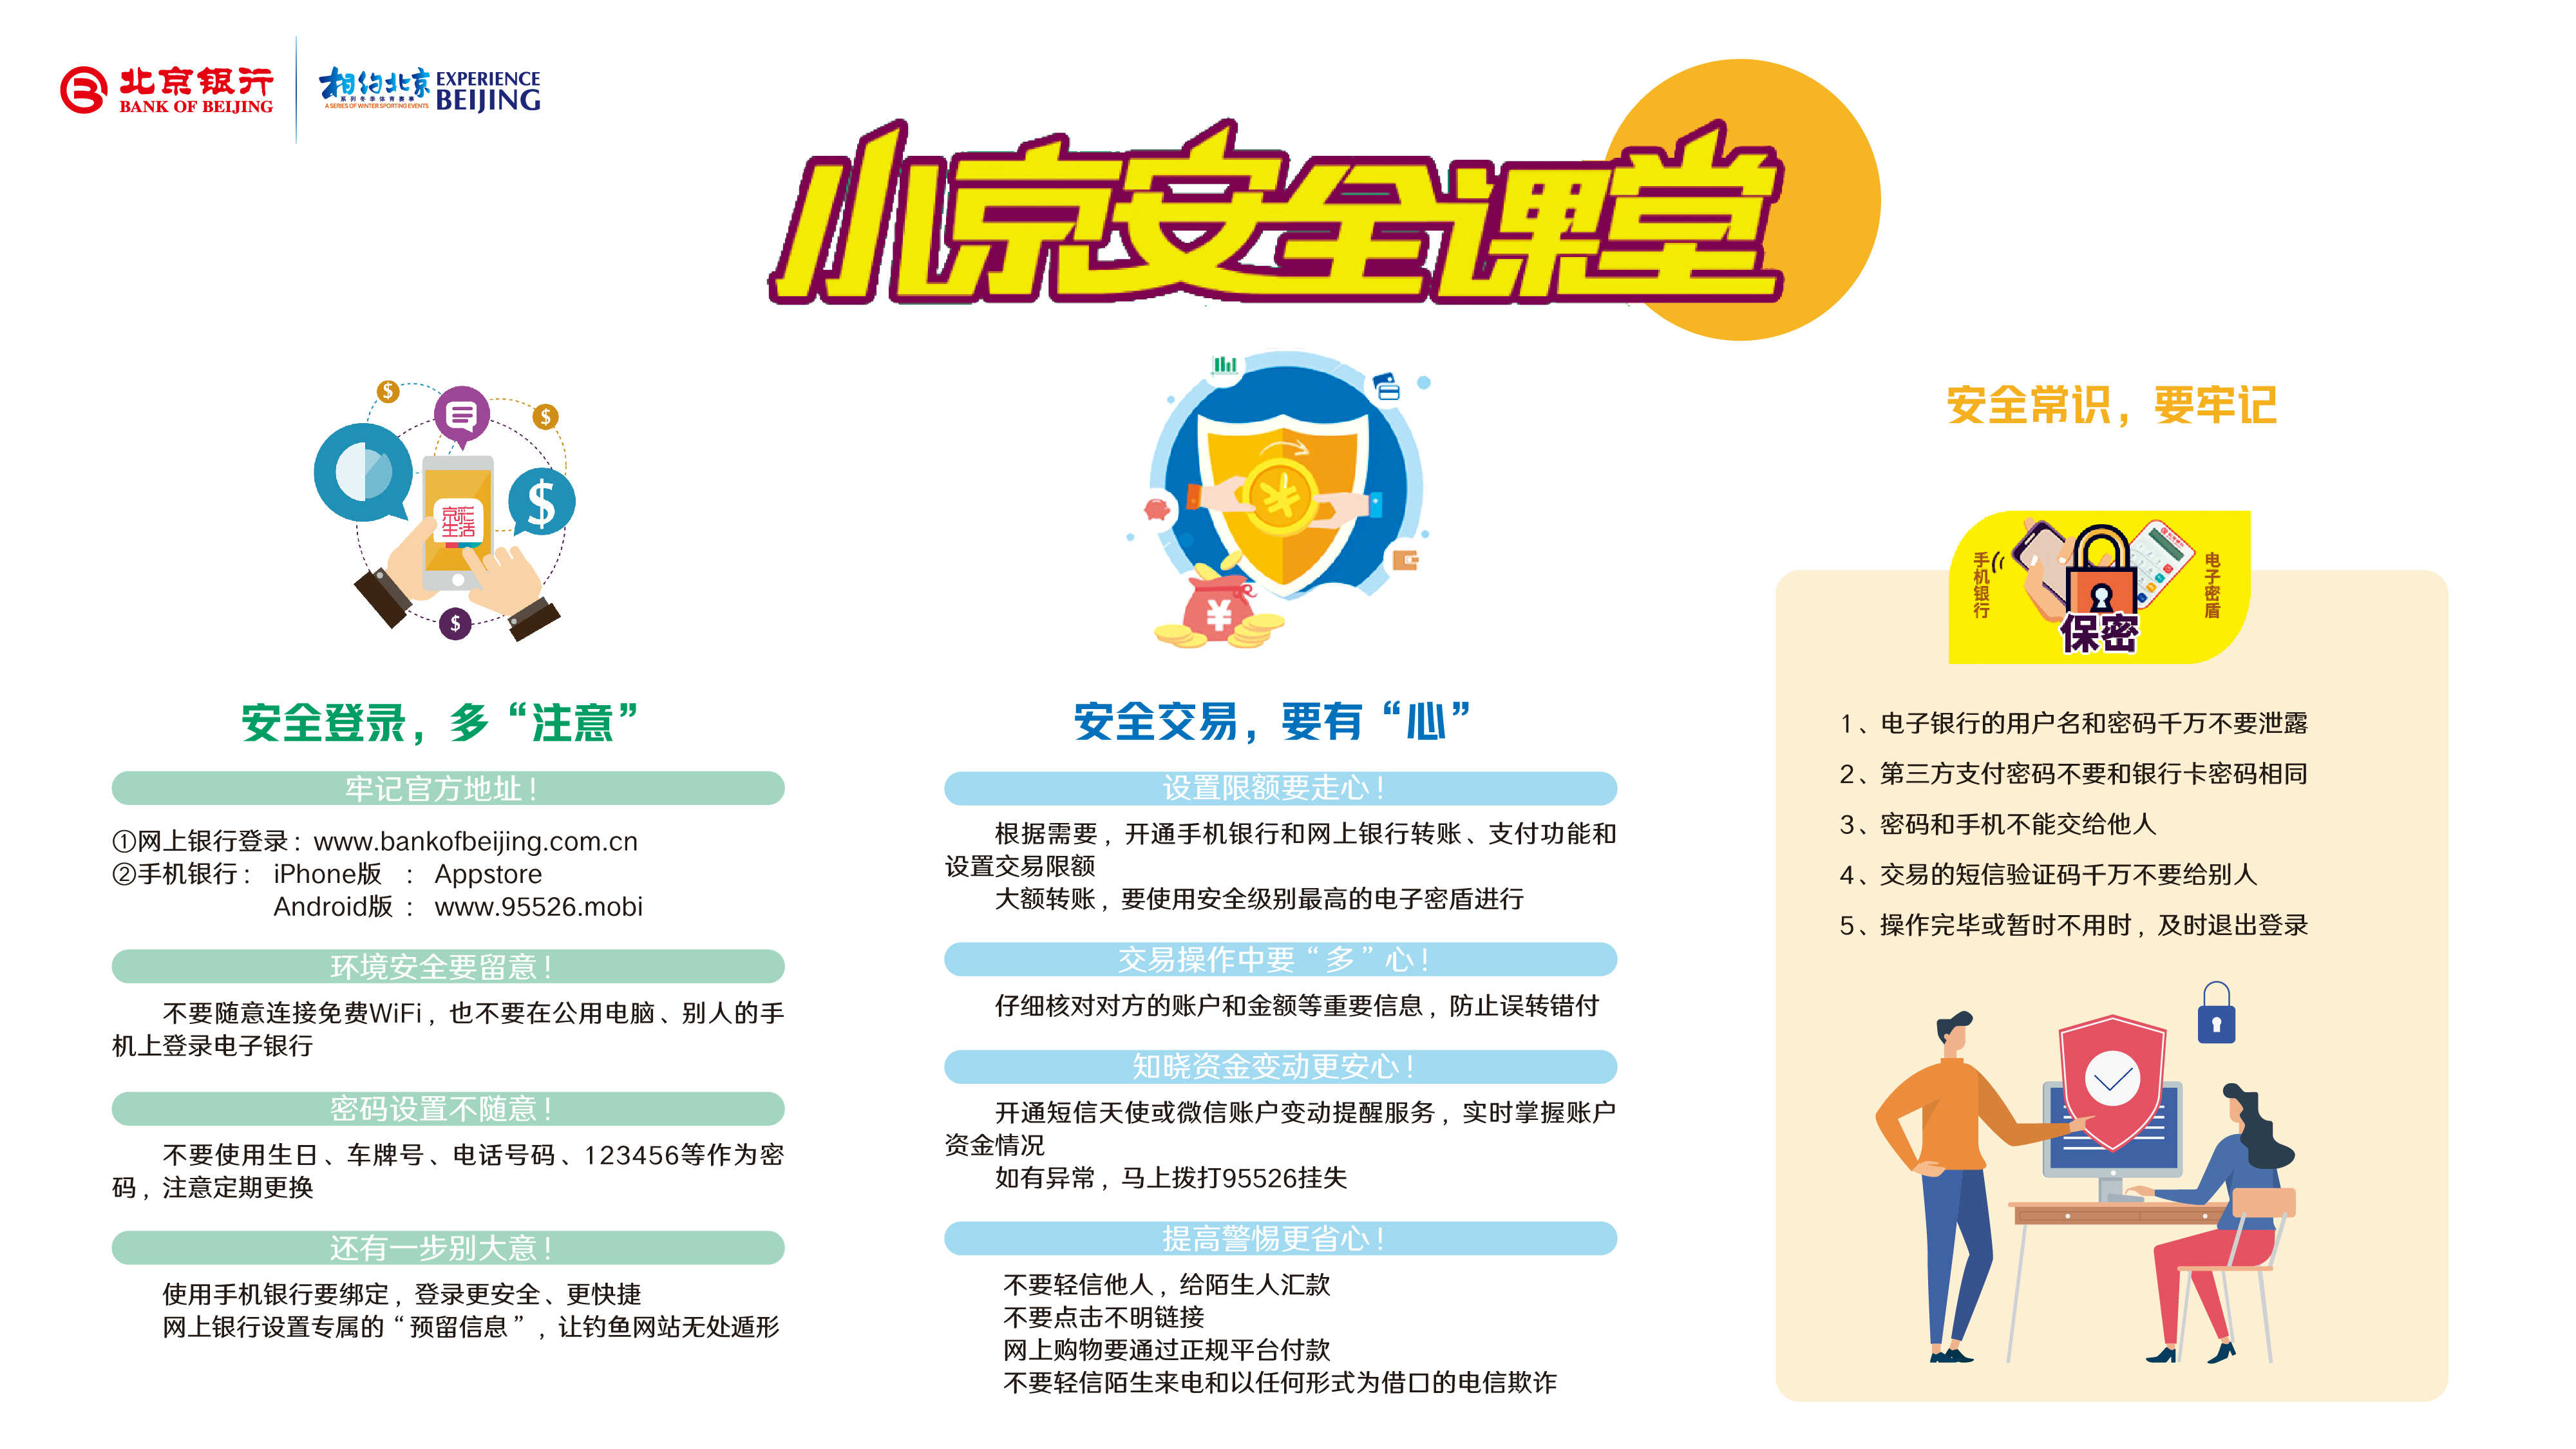 北京银行
BANK OF BEIJING
相约北京
系列冬季体育赛事
A SERIES OF WINTER SPORTING EVENTS
EXPERIENCE
BEIJING
小京安全课堂
京彩
生活
安全登录，多“注意”
牢记官方地址！
①网上银行登录：www.bankofbeijing.com.cn
②手机银行： iPhone版 ： Appstore
Android版 ： www.95526.mobi
环境安全要留意！
不要随意连接免费WiFi，也不要在公用电脑、别人的手
机上登录电子银行
密码设置不随意！
不要使用生日、车牌号、电话号码、123456等作为密
码，注意定期更换
还有一步别大意！
使用手机银行要绑定，登录更安全、更快捷
网上银行设置专属的“预留信息”，让钓鱼网站无处遁形
安全交易，要有“心”
设置限额要走心！
根据需要，开通手机银行和网上银行转账、支付功能和
设置交易限额
大额转账，要使用安全级别最高的电子密盾进行
交易操作中要“多”心！
仔细核对对方的账户和金额等重要信息，防止误转错付
知晓资金变动更安心！
开通短信天使或微信账户变动提醒服务，实时掌握账户
资金情况
如有异常，马上拨打95526挂失
提高警惕更省心！
不要轻信他人，给陌生人汇款
不要点击不明链接
网上购物要通过正规平台付款
不要轻信陌生来电和以任何形式为借口的电信欺诈
安全常识，要牢记
手机银行
电子密盾
保密
1、电子银行的用户名和密码千万不要泄露
2、第三方支付密码不要和银行卡密码相同
3、密码和手机不能交给他人
4、交易的短信验证码千万不要给别人
5、操作完毕或暂时不用时，及时退出登录